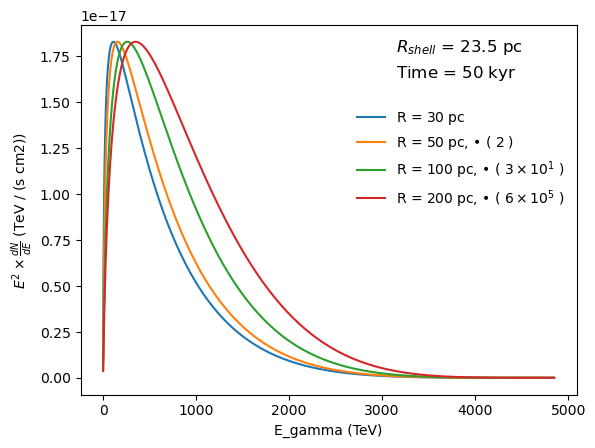 1e−17
R_shell = 23.5 pc
Time = 50 kyr
R = 30 pc
R = 50 pc, • ( 2 )
R = 100 pc, • ( 3 × 10^1 )
R = 200 pc, • ( 6 × 10^5 )
E^2 × dN/dE (TeV / (s cm2))
1.75
1.50
1.25
1.00
0.75
0.50
0.25
0.00
0 1000 2000 3000 4000 5000
E_gamma (TeV)